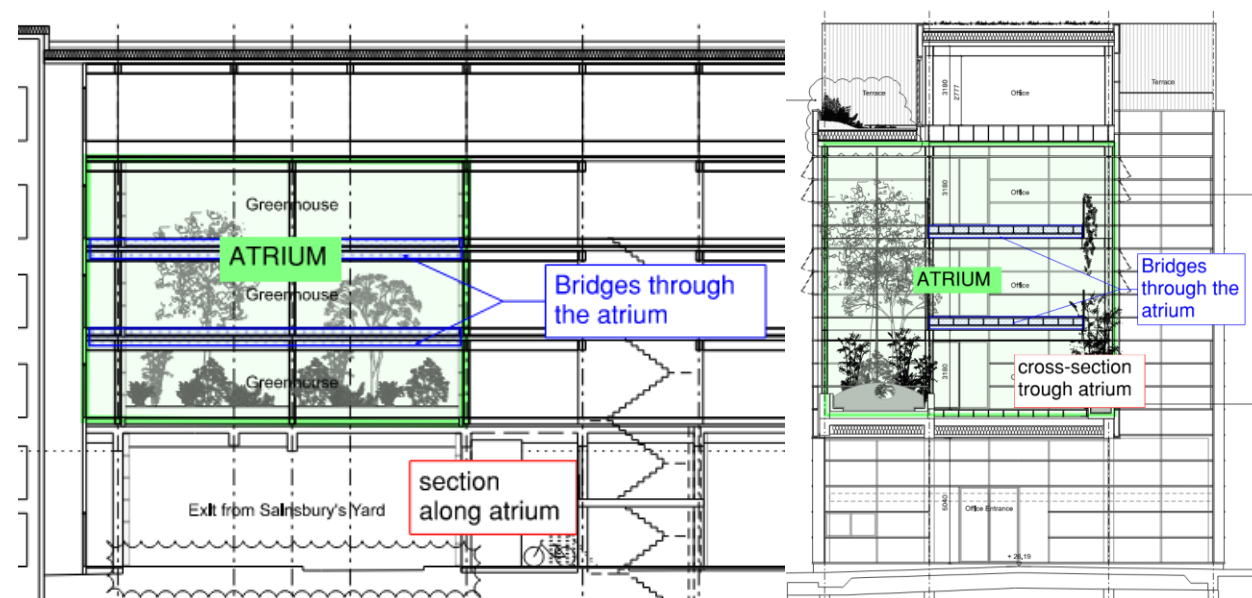 Greenhouse
ATRIUM
Greenhouse
Bridges through
the atrium
Greenhouse
section
along atrium
Exit from Sainsbury's Yard
Terrace
3180
2777
Office
Terrace
3180
Office
ATRIUM
Office
Bridges
through the
atrium
3180
cross-section
trough atrium
5040
Office Entrance
+ 26,19